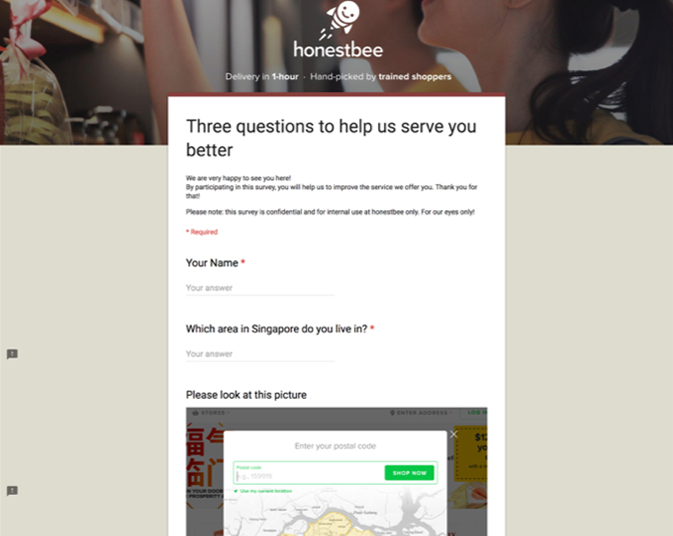 honestbee
Delivery in 1-hour · Hand-picked by trained shoppers
Three questions to help us serve you
better
We are very happy to see you here!
By participating in this survey, you will help us to improve the service we offer you. Thank you for
that!
Please note: this survey is confidential and for internal use at honestbee only. For our eyes only!
* Required
Your Name *
Your answer
Which area in Singapore do you live in? *
Your answer
Please look at this picture
STORES
ENTER ADDRESS
LOG IN
福气
临门
Enter your postal code
Postal code
SHOP NOW
Use my current location